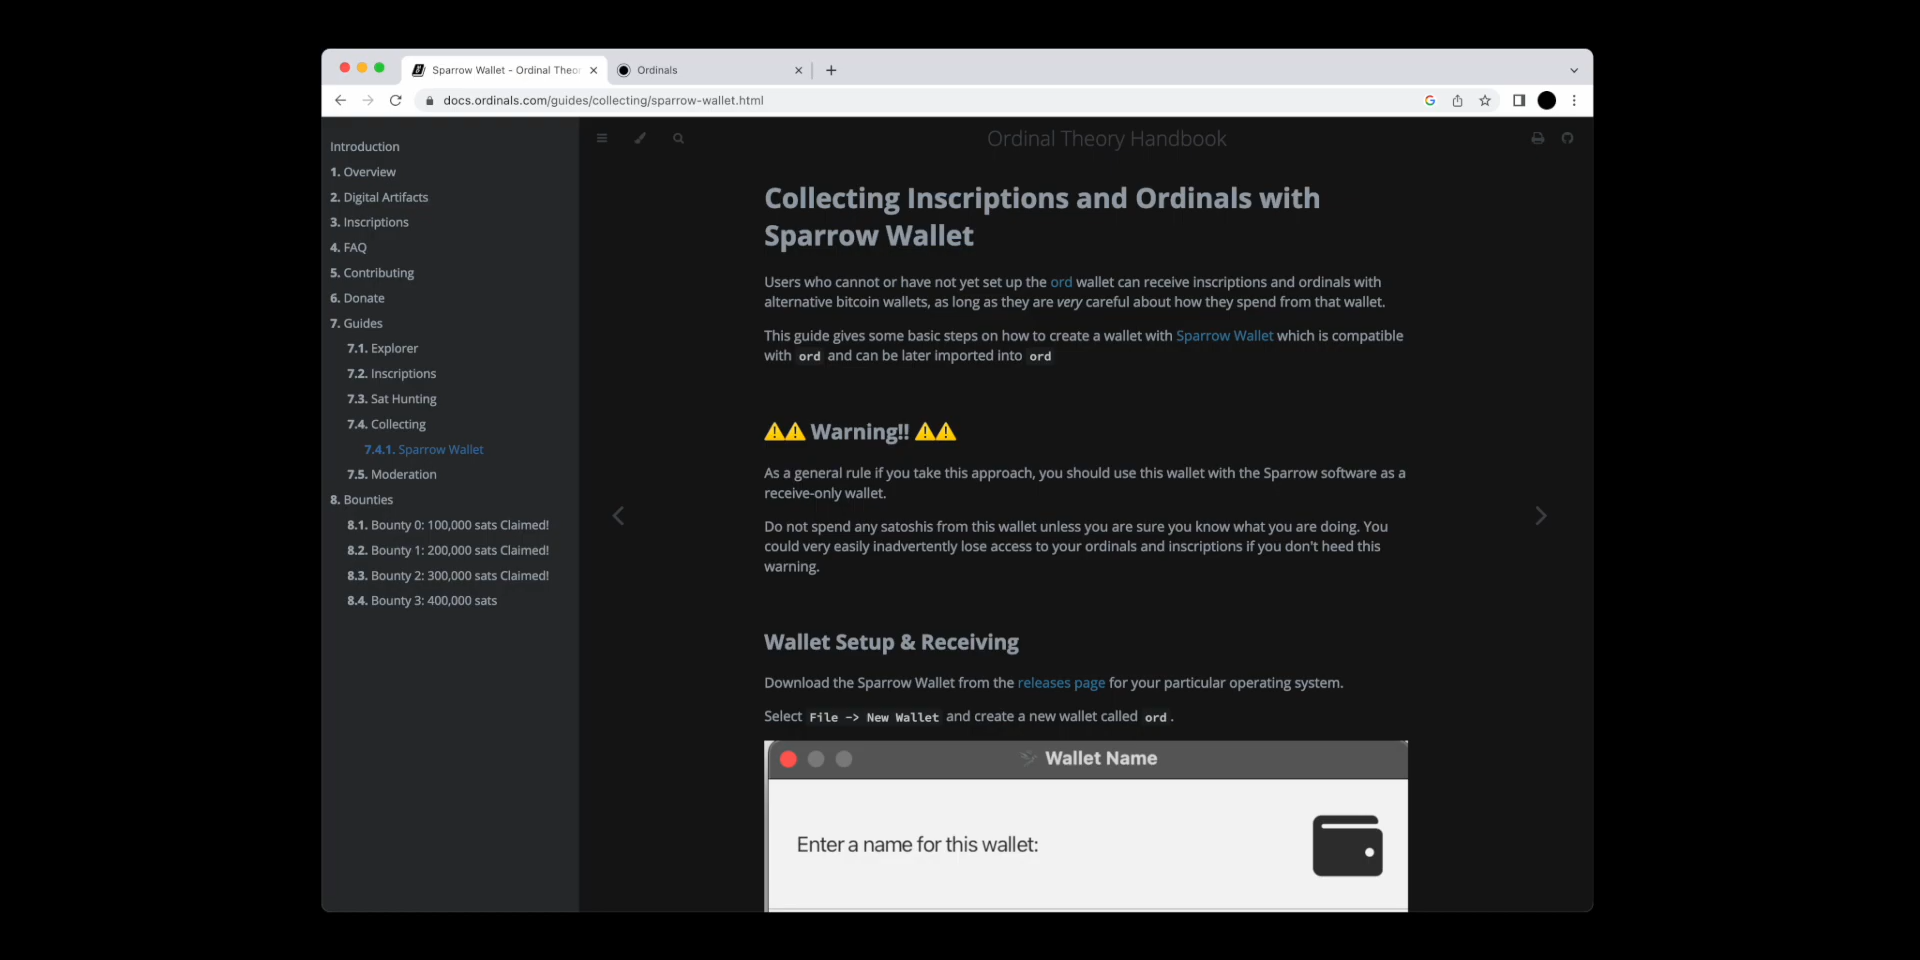 Sparrow Wallet - Ordinal Theor
Ordinals
docs.ordinals.com/guides/collecting/sparrow-wallet.html
Introduction
1. Overview
2. Digital Artifacts
3. Inscriptions
4. FAQ
5. Contributing
6. Donate
7. Guides
7.1. Explorer
7.2. Inscriptions
7.3. Sat Hunting
7.4. Collecting
7.4.1. Sparrow Wallet
7.5. Moderation
8. Bounties
8.1. Bounty 0: 100,000 sats Claimed!
8.2. Bounty 1: 200,000 sats Claimed!
8.3. Bounty 2: 300,000 sats Claimed!
8.4. Bounty 3: 400,000 sats
Ordinal Theory Handbook
Collecting Inscriptions and Ordinals with
Sparrow Wallet
Users who cannot or have not yet set up the ord wallet can receive inscriptions and ordinals with
alternative bitcoin wallets, as long as they are very careful about how they spend from that wallet.
This guide gives some basic steps on how to create a wallet with Sparrow Wallet which is compatible
with ord and can be later imported into ord
⚠️⚠️ Warning!! ⚠️⚠️
As a general rule if you take this approach, you should use this wallet with the Sparrow software as a
receive-only wallet.
Do not spend any satoshis from this wallet unless you are sure you know what you are doing. You
could very easily inadvertently lose access to your ordinals and inscriptions if you don't heed this
warning.
Wallet Setup & Receiving
Download the Sparrow Wallet from the releases page for your particular operating system.
Select File -> New Wallet and create a new wallet called ord.
Wallet Name
Enter a name for this wallet: